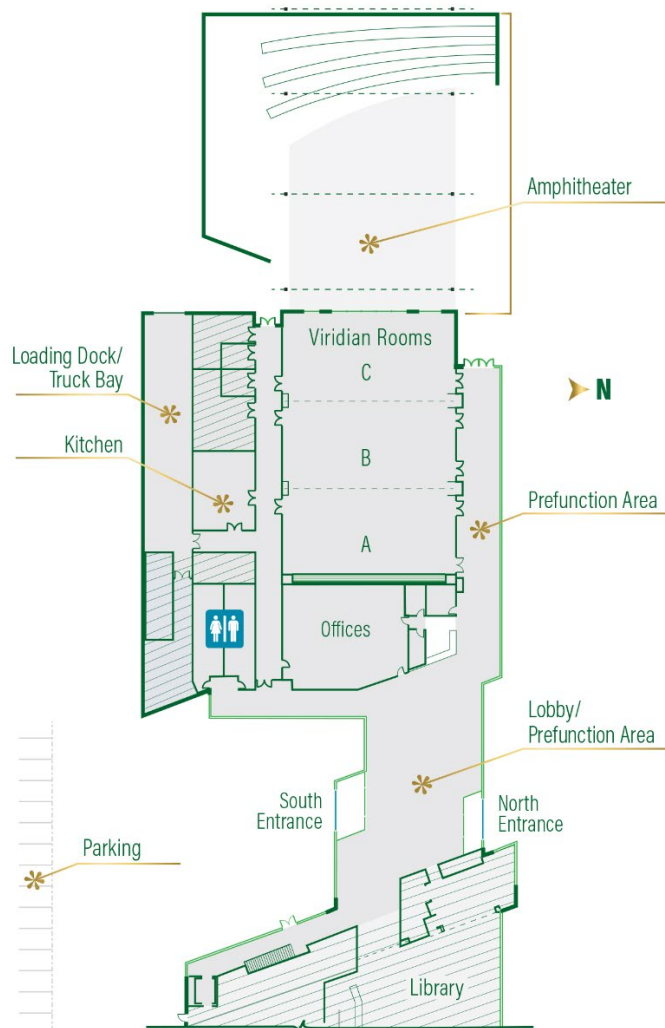 Amphitheater
Viridian Rooms
C
Loading Dock/
Truck Bay
N
Kitchen
B
Prefunction Area
A
Offices
Lobby/
Prefunction Area
South
Entrance
North
Entrance
Parking
Library